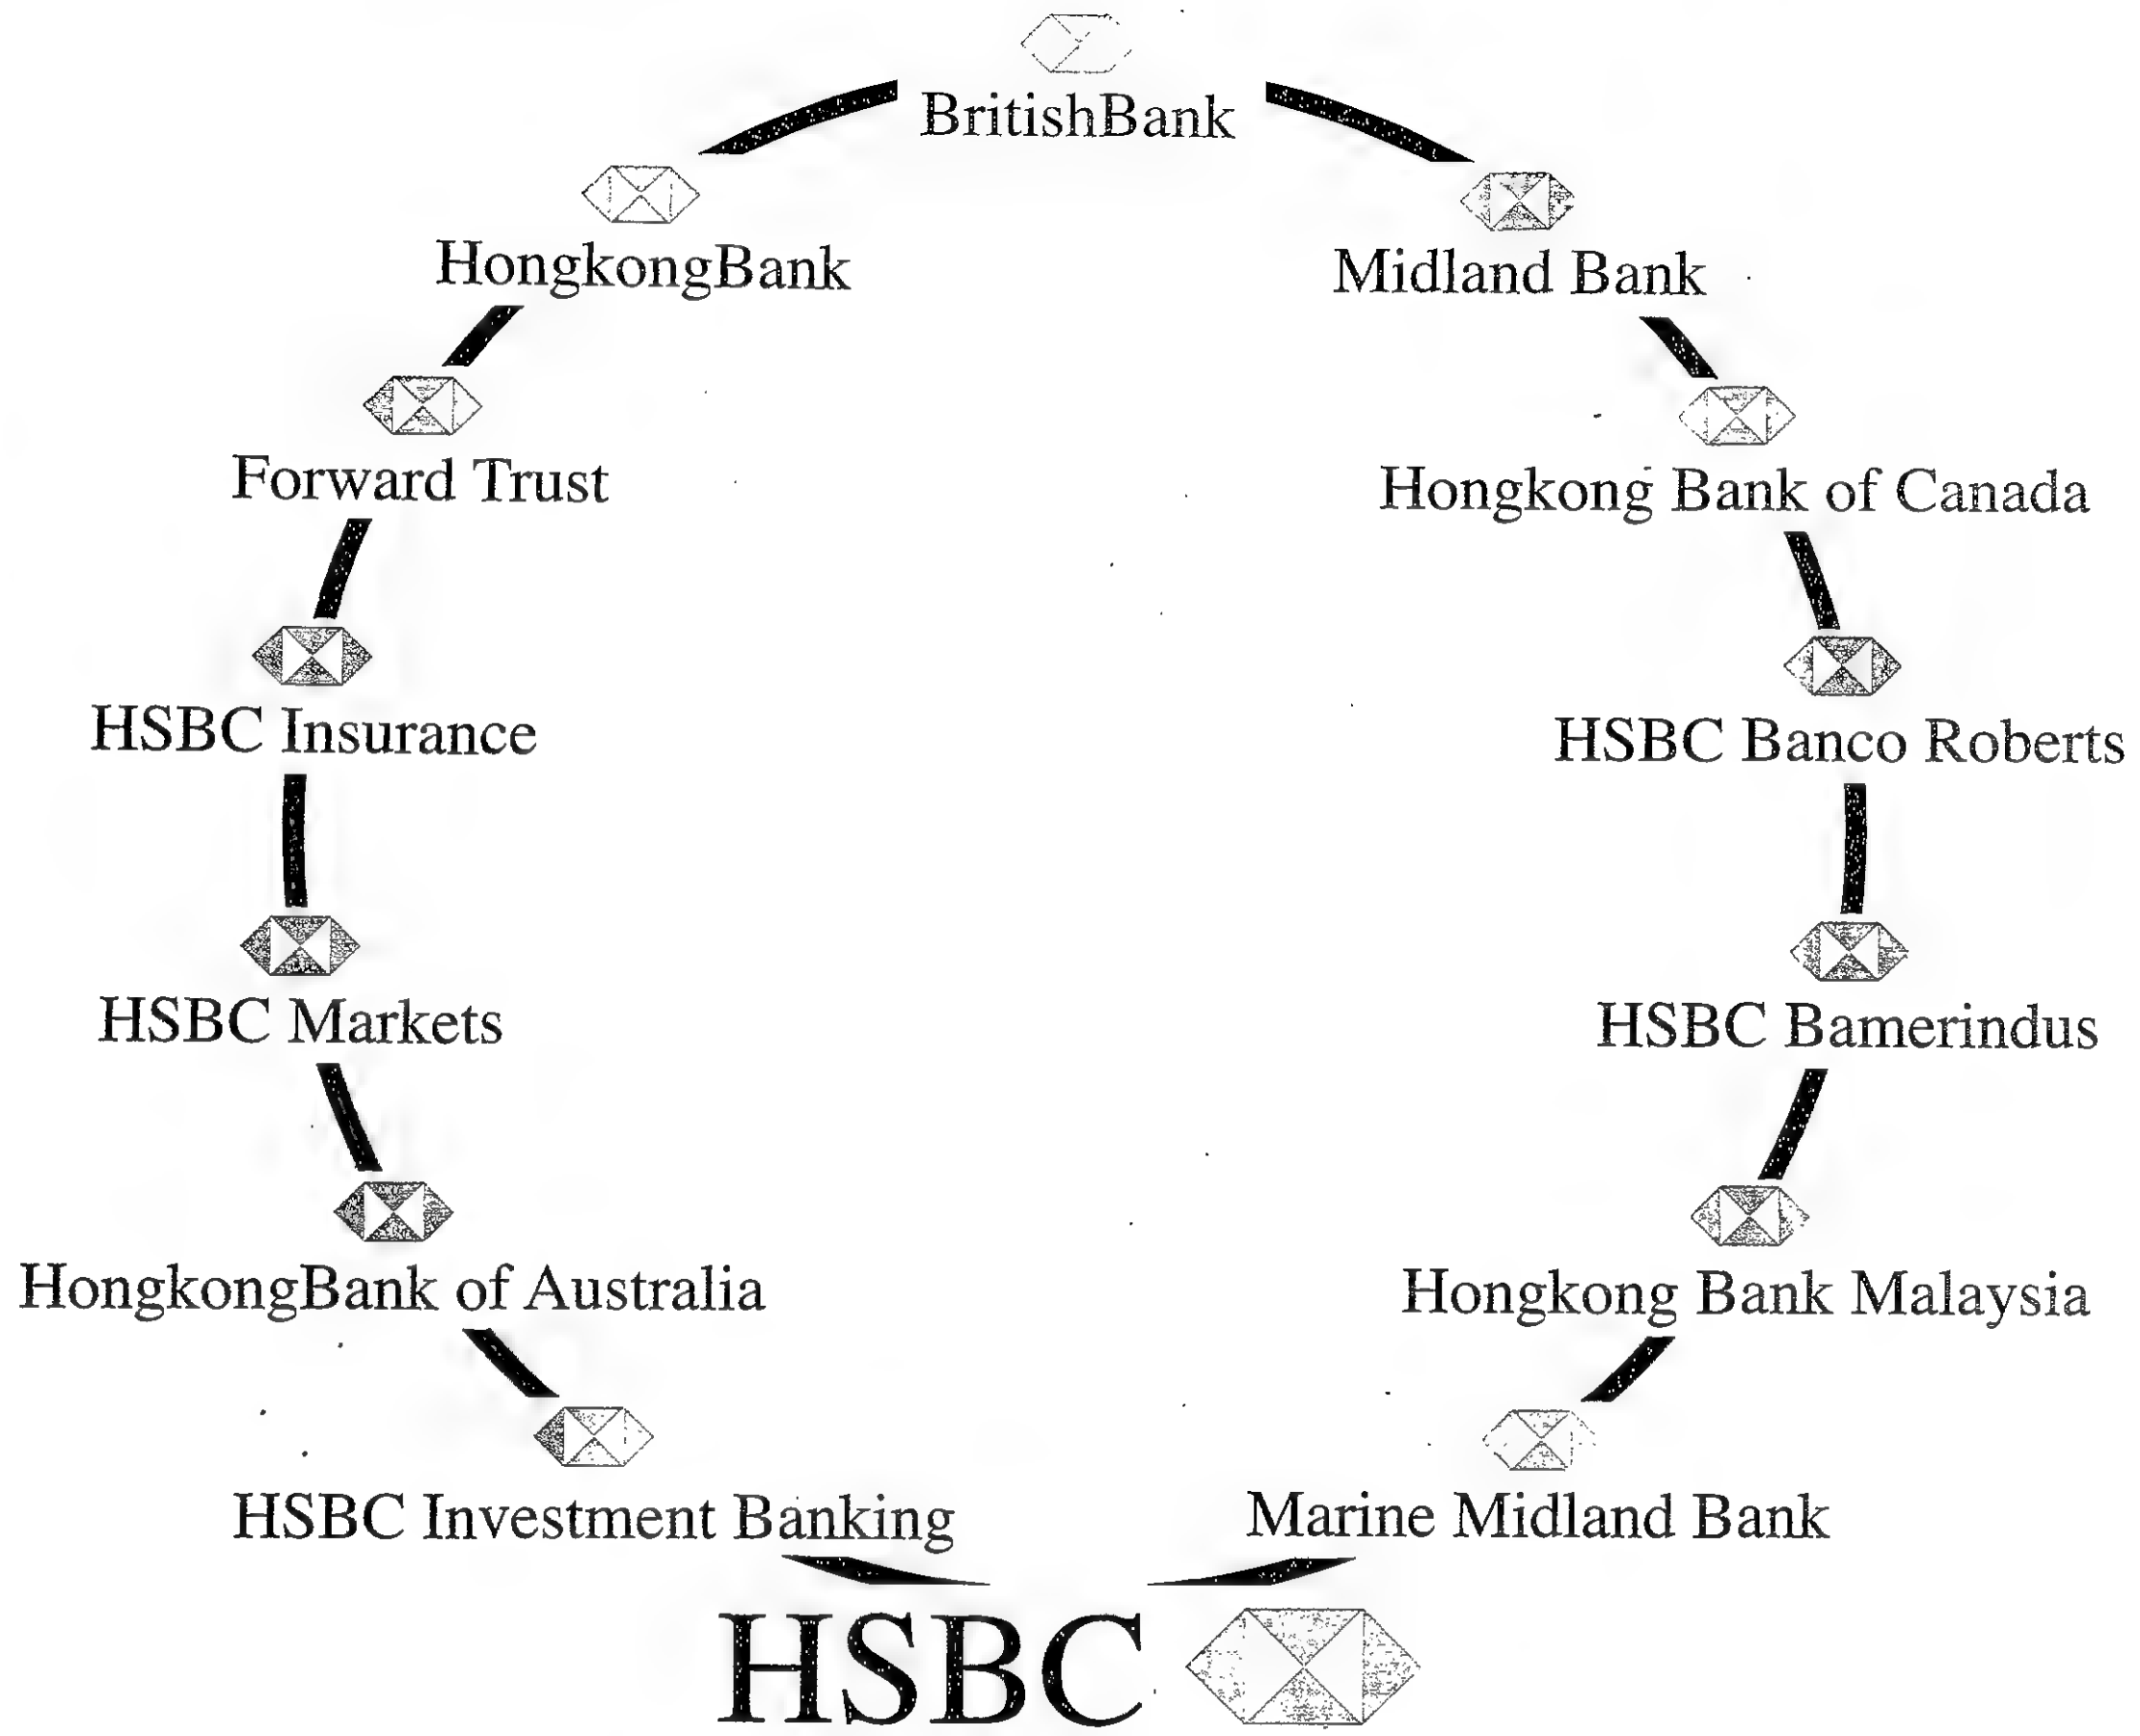 BritishBank
HongkongBank
Midland Bank
Forward Trust
Hongkong Bank of Canada
HSBC Insurance
HSBC Banco Roberts
HSBC Markets
HSBC Bamerindus
HongkongBank of Australia
Hongkong Bank Malaysia
HSBC Investment Banking
Marine Midland Bank
HSBC